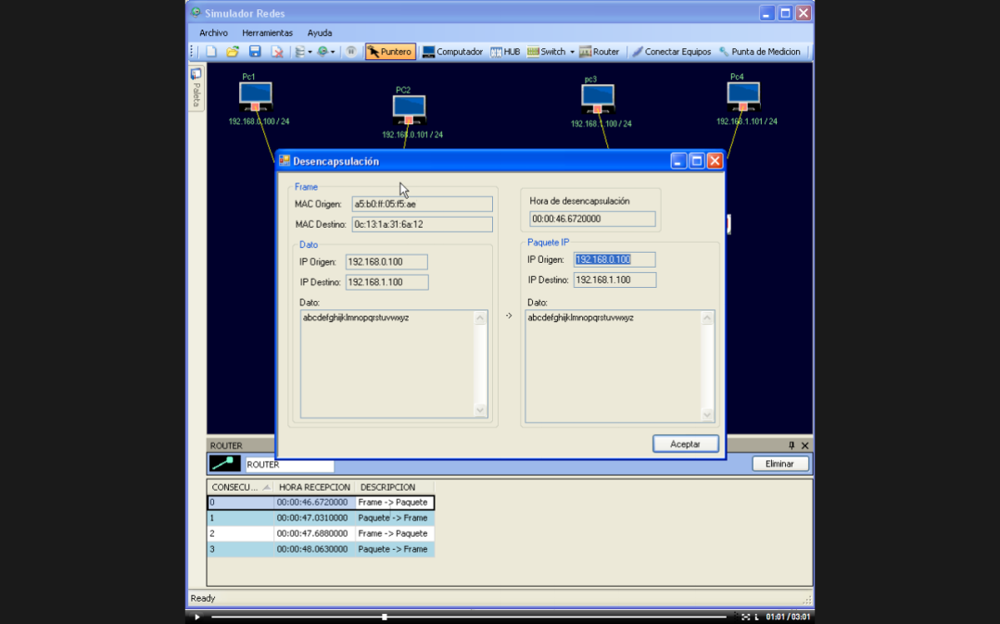 Simulador Redes
Archivo Herramientas Ayuda
Puntero Computador HUB Switch Router Conectar Equipos Punta de Medicion
Paleta
Pc1
PC2
pc3
Pc4
192.168.0.100 / 24
192.168.0.101 / 24
192.168.1.100 / 24
192.168.1.101 / 24
Desencapsulación
Frame
MAC Origen: a5:b0:ff:05:f5:ae
MAC Destino: 0c:13:1a:31:6a:12
Hora de desencapsulación
00:00:46.6720000
Dato
IP Origen: 192.168.0.100
IP Destino: 192.168.1.100
Dato:
abcdefghijklmnopqrstuvwxyz
->
Paquete IP
IP Origen: 192.168.0.100
IP Destino: 192.168.1.100
Dato:
abcdefghijklmnopqrstuvwxyz
Aceptar
ROUTER
ROUTER
Eliminar
CONSECU... HORA RECEPCION DESCRIPCION
0 00:00:46.6720000 Frame -> Paquete
1 00:00:47.0310000 Paquete -> Frame
2 00:00:47.6880000 Frame -> Paquete
3 00:00:48.0630000 Paquete -> Frame
Ready
01:01 / 03:01